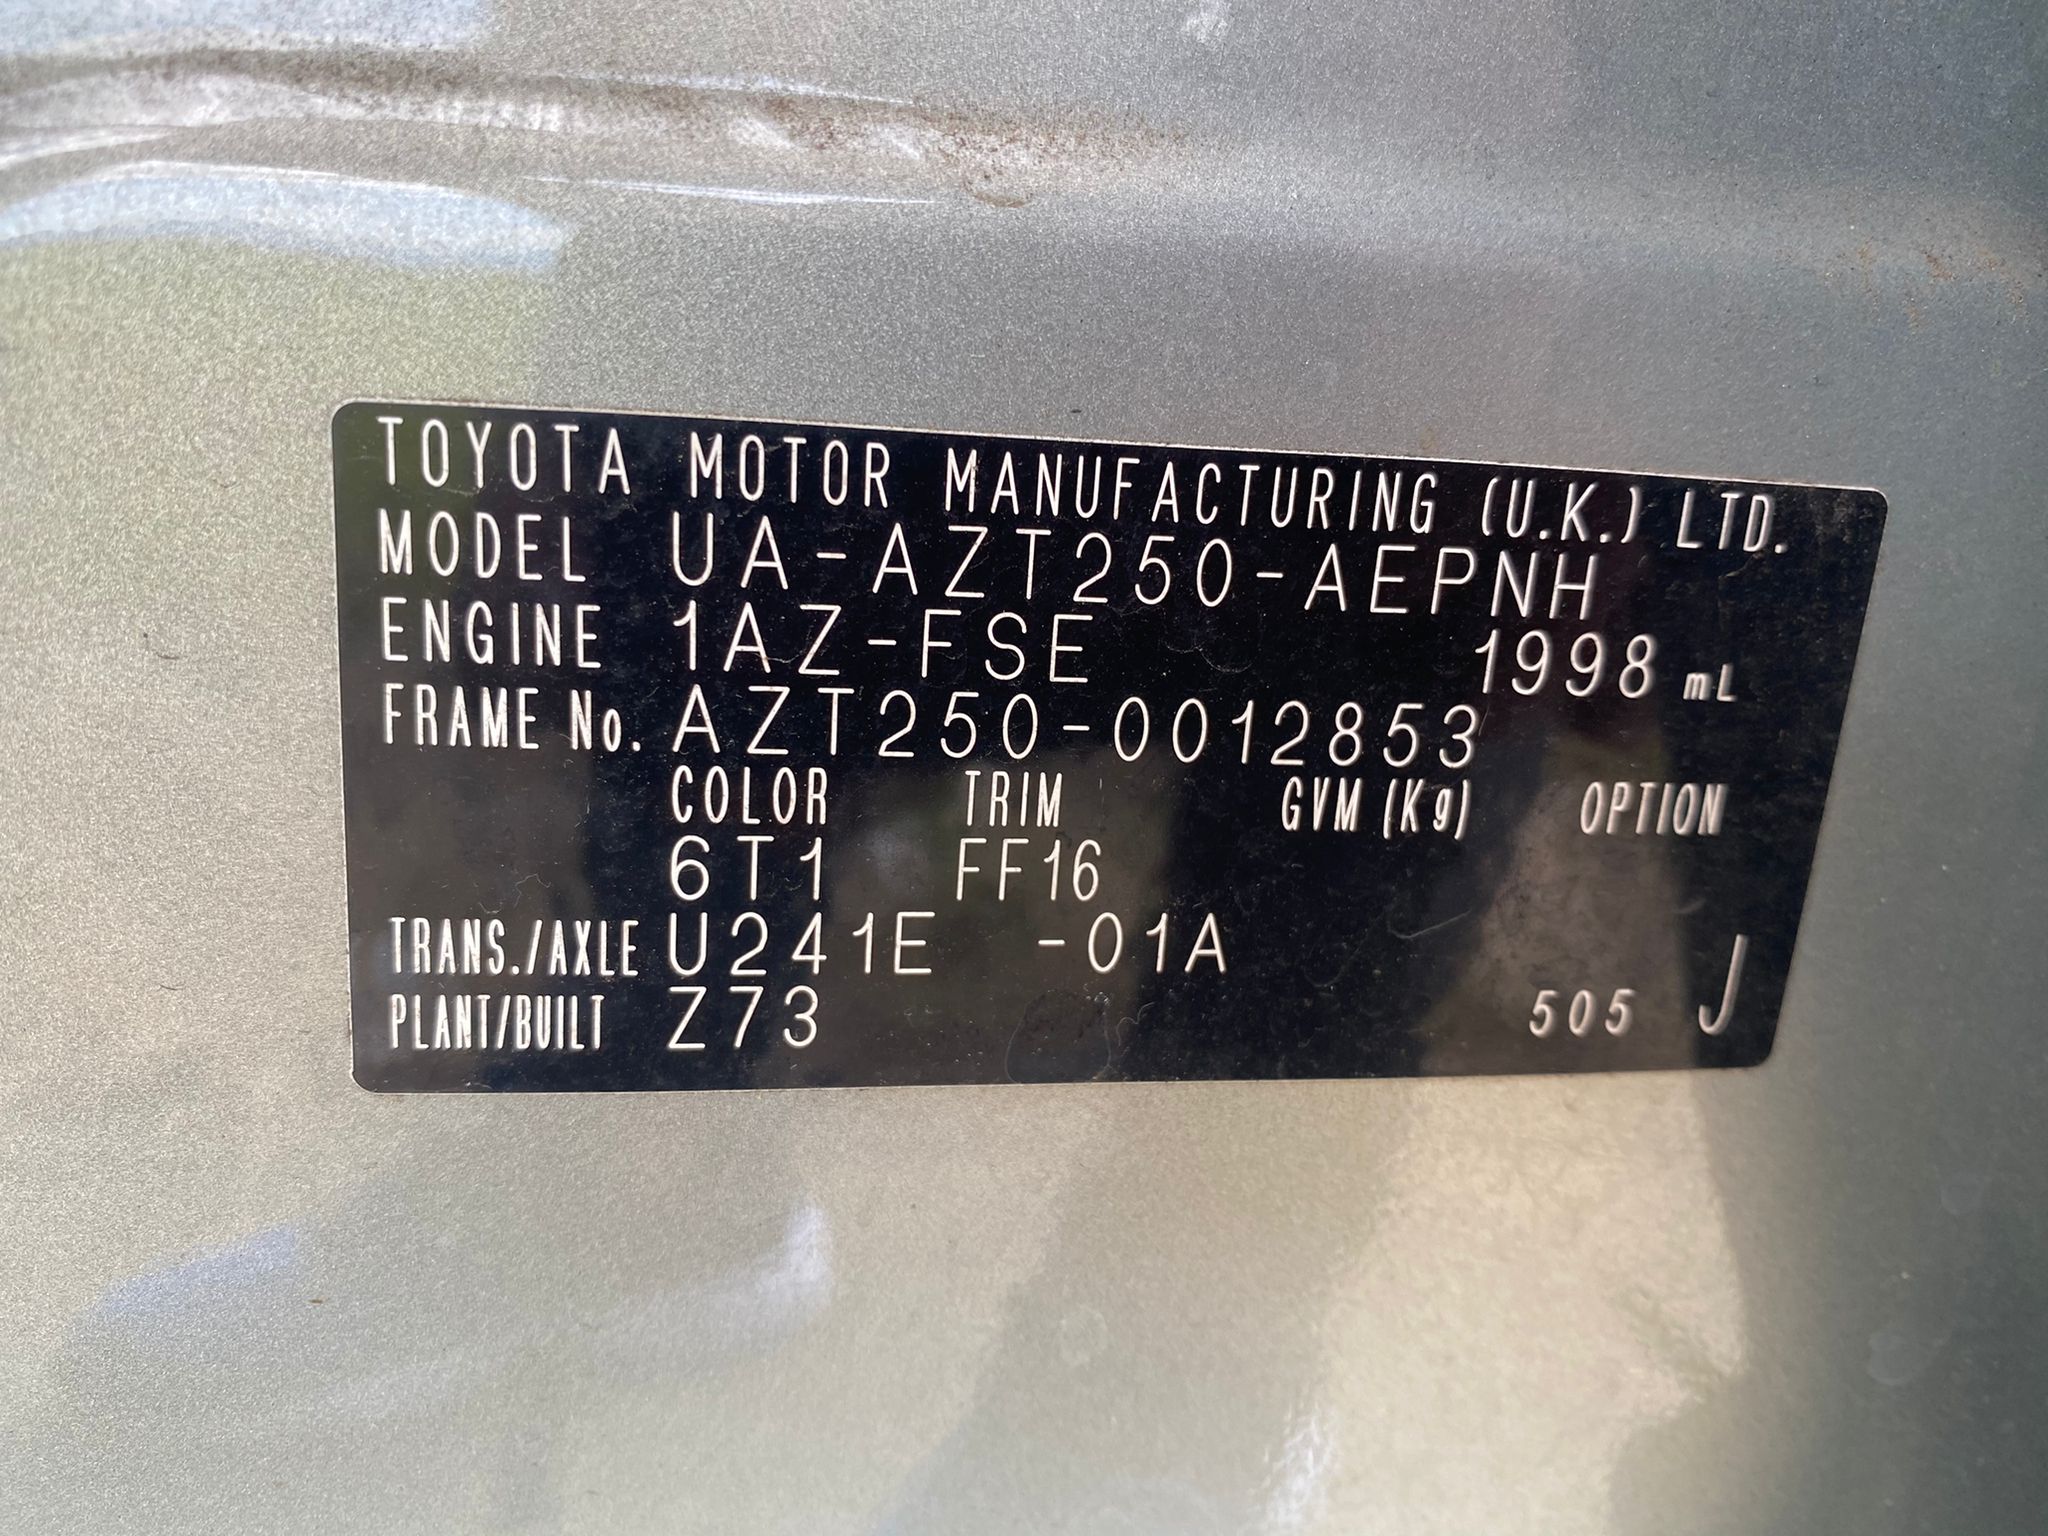 TOYOTA MOTOR MANUFACTURING (U.K.) LTD.
MODEL UA-AZT250-AEPNH
ENGINE 1AZ-FSE 1998 mL
FRAME No. AZT250-0012853
COLOR TRIM GVM (Kg) OPTION
6T1 FF16
TRANS./AXLE U241E -01A
PLANT/BUILT Z73 505 J